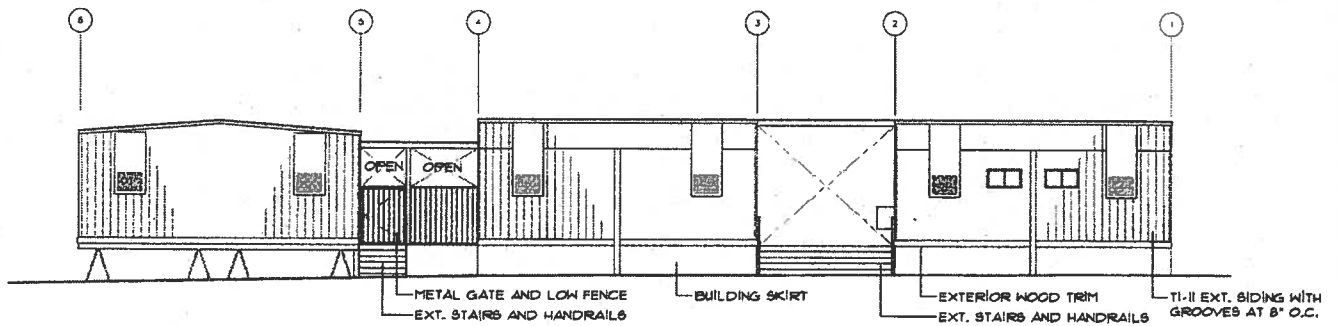 6 5 4 3 2 1
OPEN OPEN
METAL GATE AND LOW FENCE
EXT. STAIRS AND HANDRAILS
BUILDING SKIRT
EXTERIOR WOOD TRIM
EXT. STAIRS AND HANDRAILS
T1-11 EXT. SIDING WITH
GROOVES AT 8" O.C.